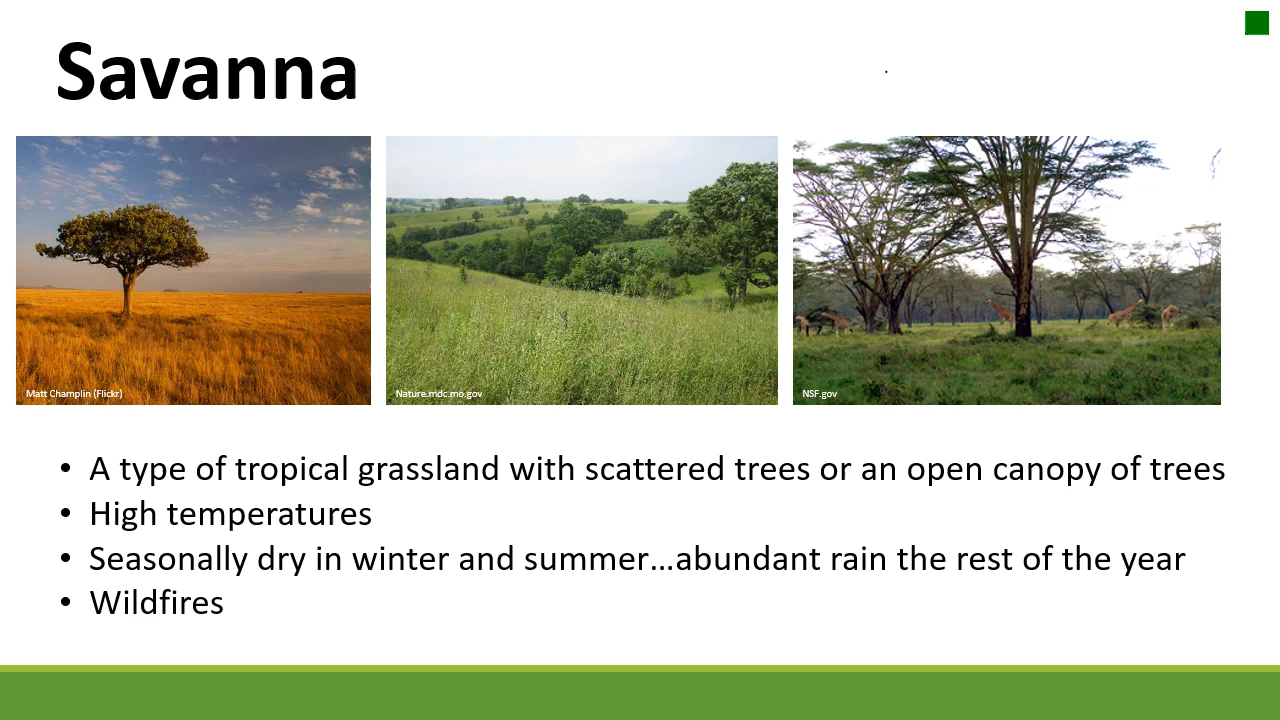 Savanna
Matt Champlin (Flickr)
Nature.mdc.mo.gov
NSF.gov
• A type of tropical grassland with scattered trees or an open canopy of trees
• High temperatures
• Seasonally dry in winter and summer…abundant rain the rest of the year
• Wildfires